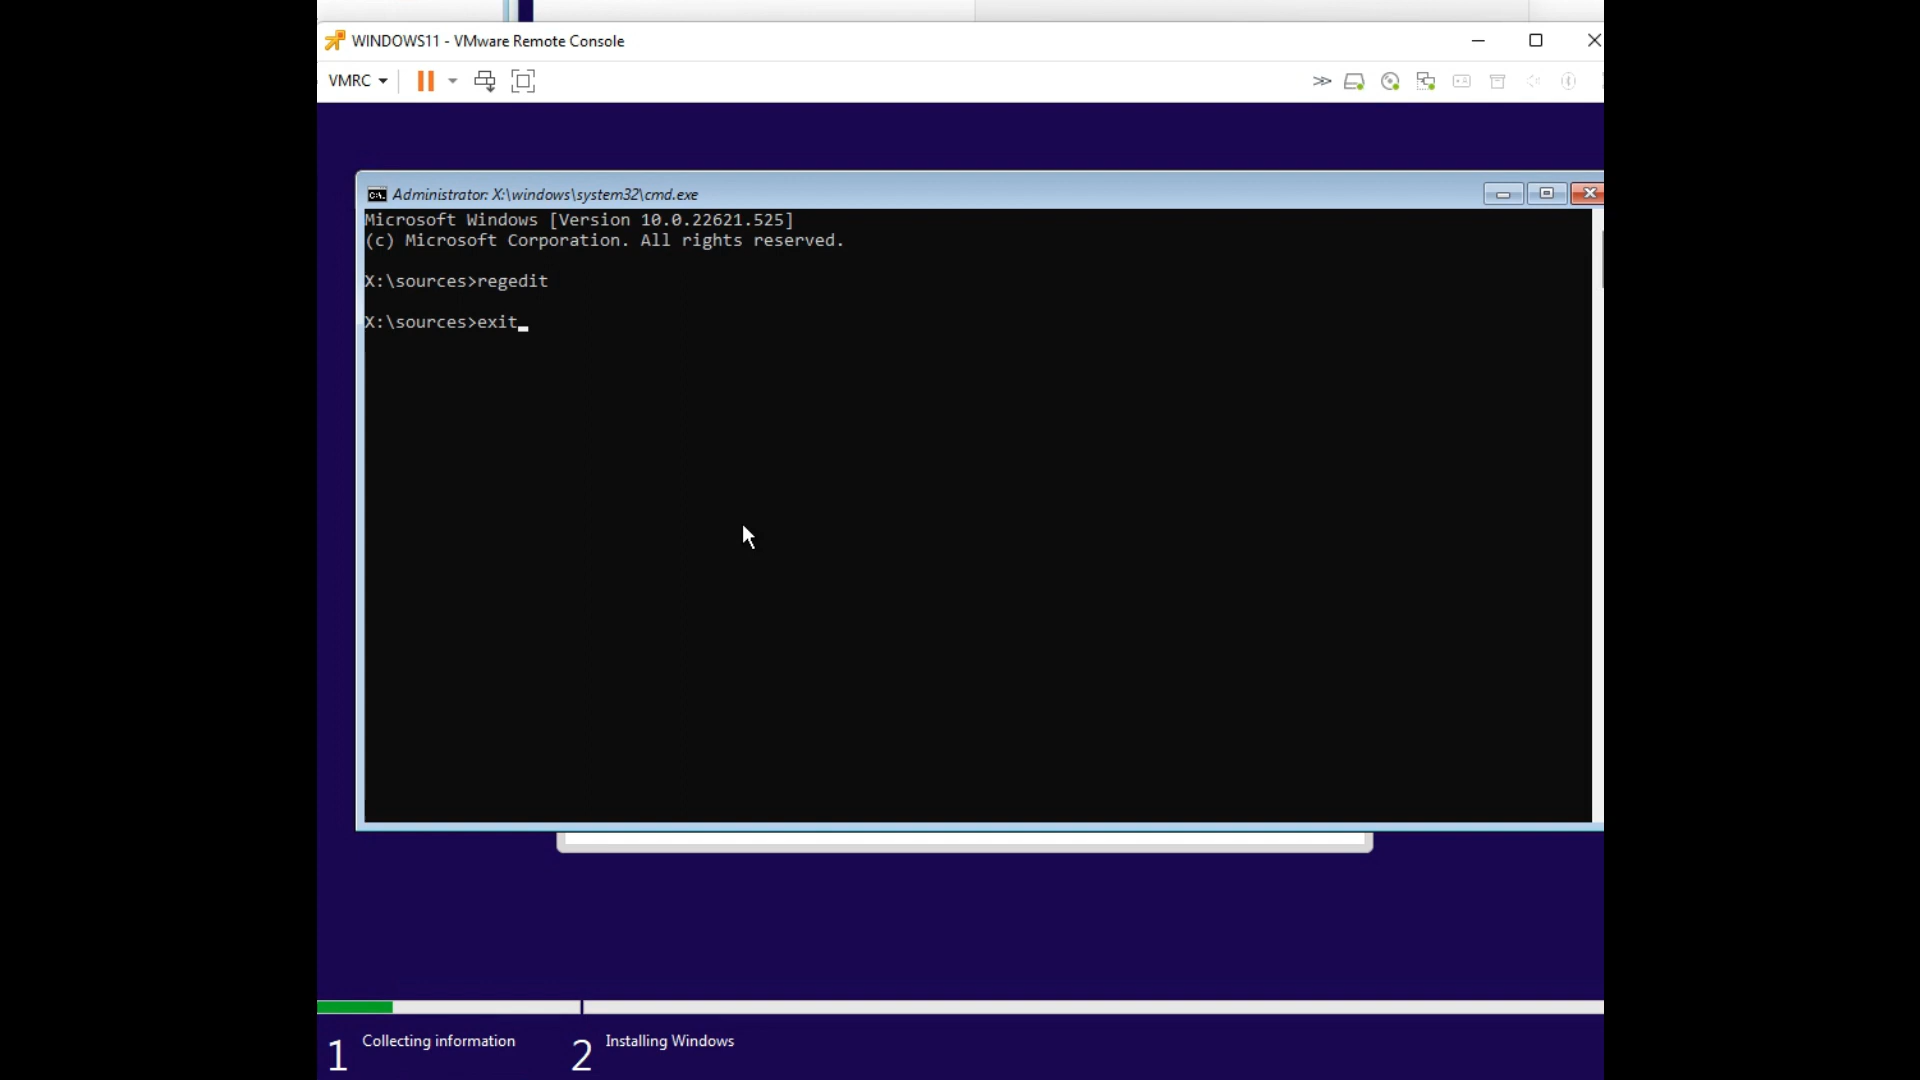 WINDOWS11 - VMware Remote Console
VMRC
Administrator: X:\windows\system32\cmd.exe
Microsoft Windows [Version 10.0.22621.525]
(c) Microsoft Corporation. All rights reserved.
X:\sources>regedit
X:\sources>exit
1 Collecting information
2 Installing Windows